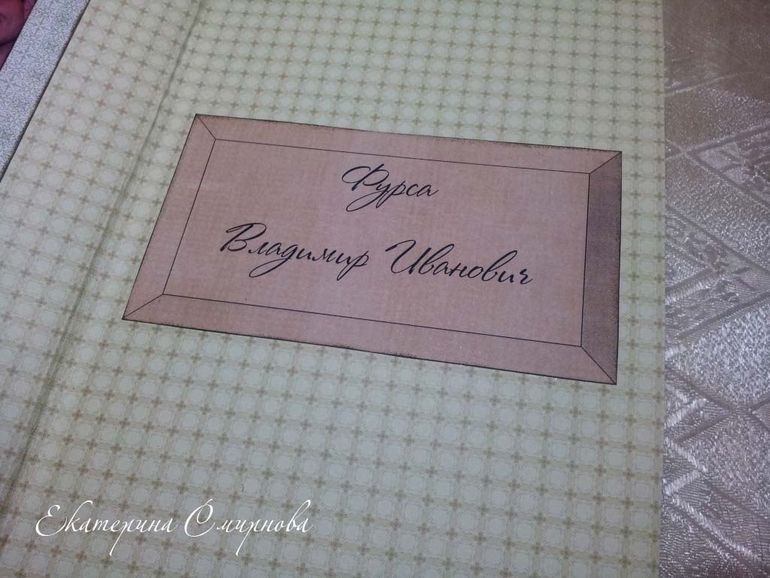 Фурса
Владимир Иванович
Екатерина Смирнова